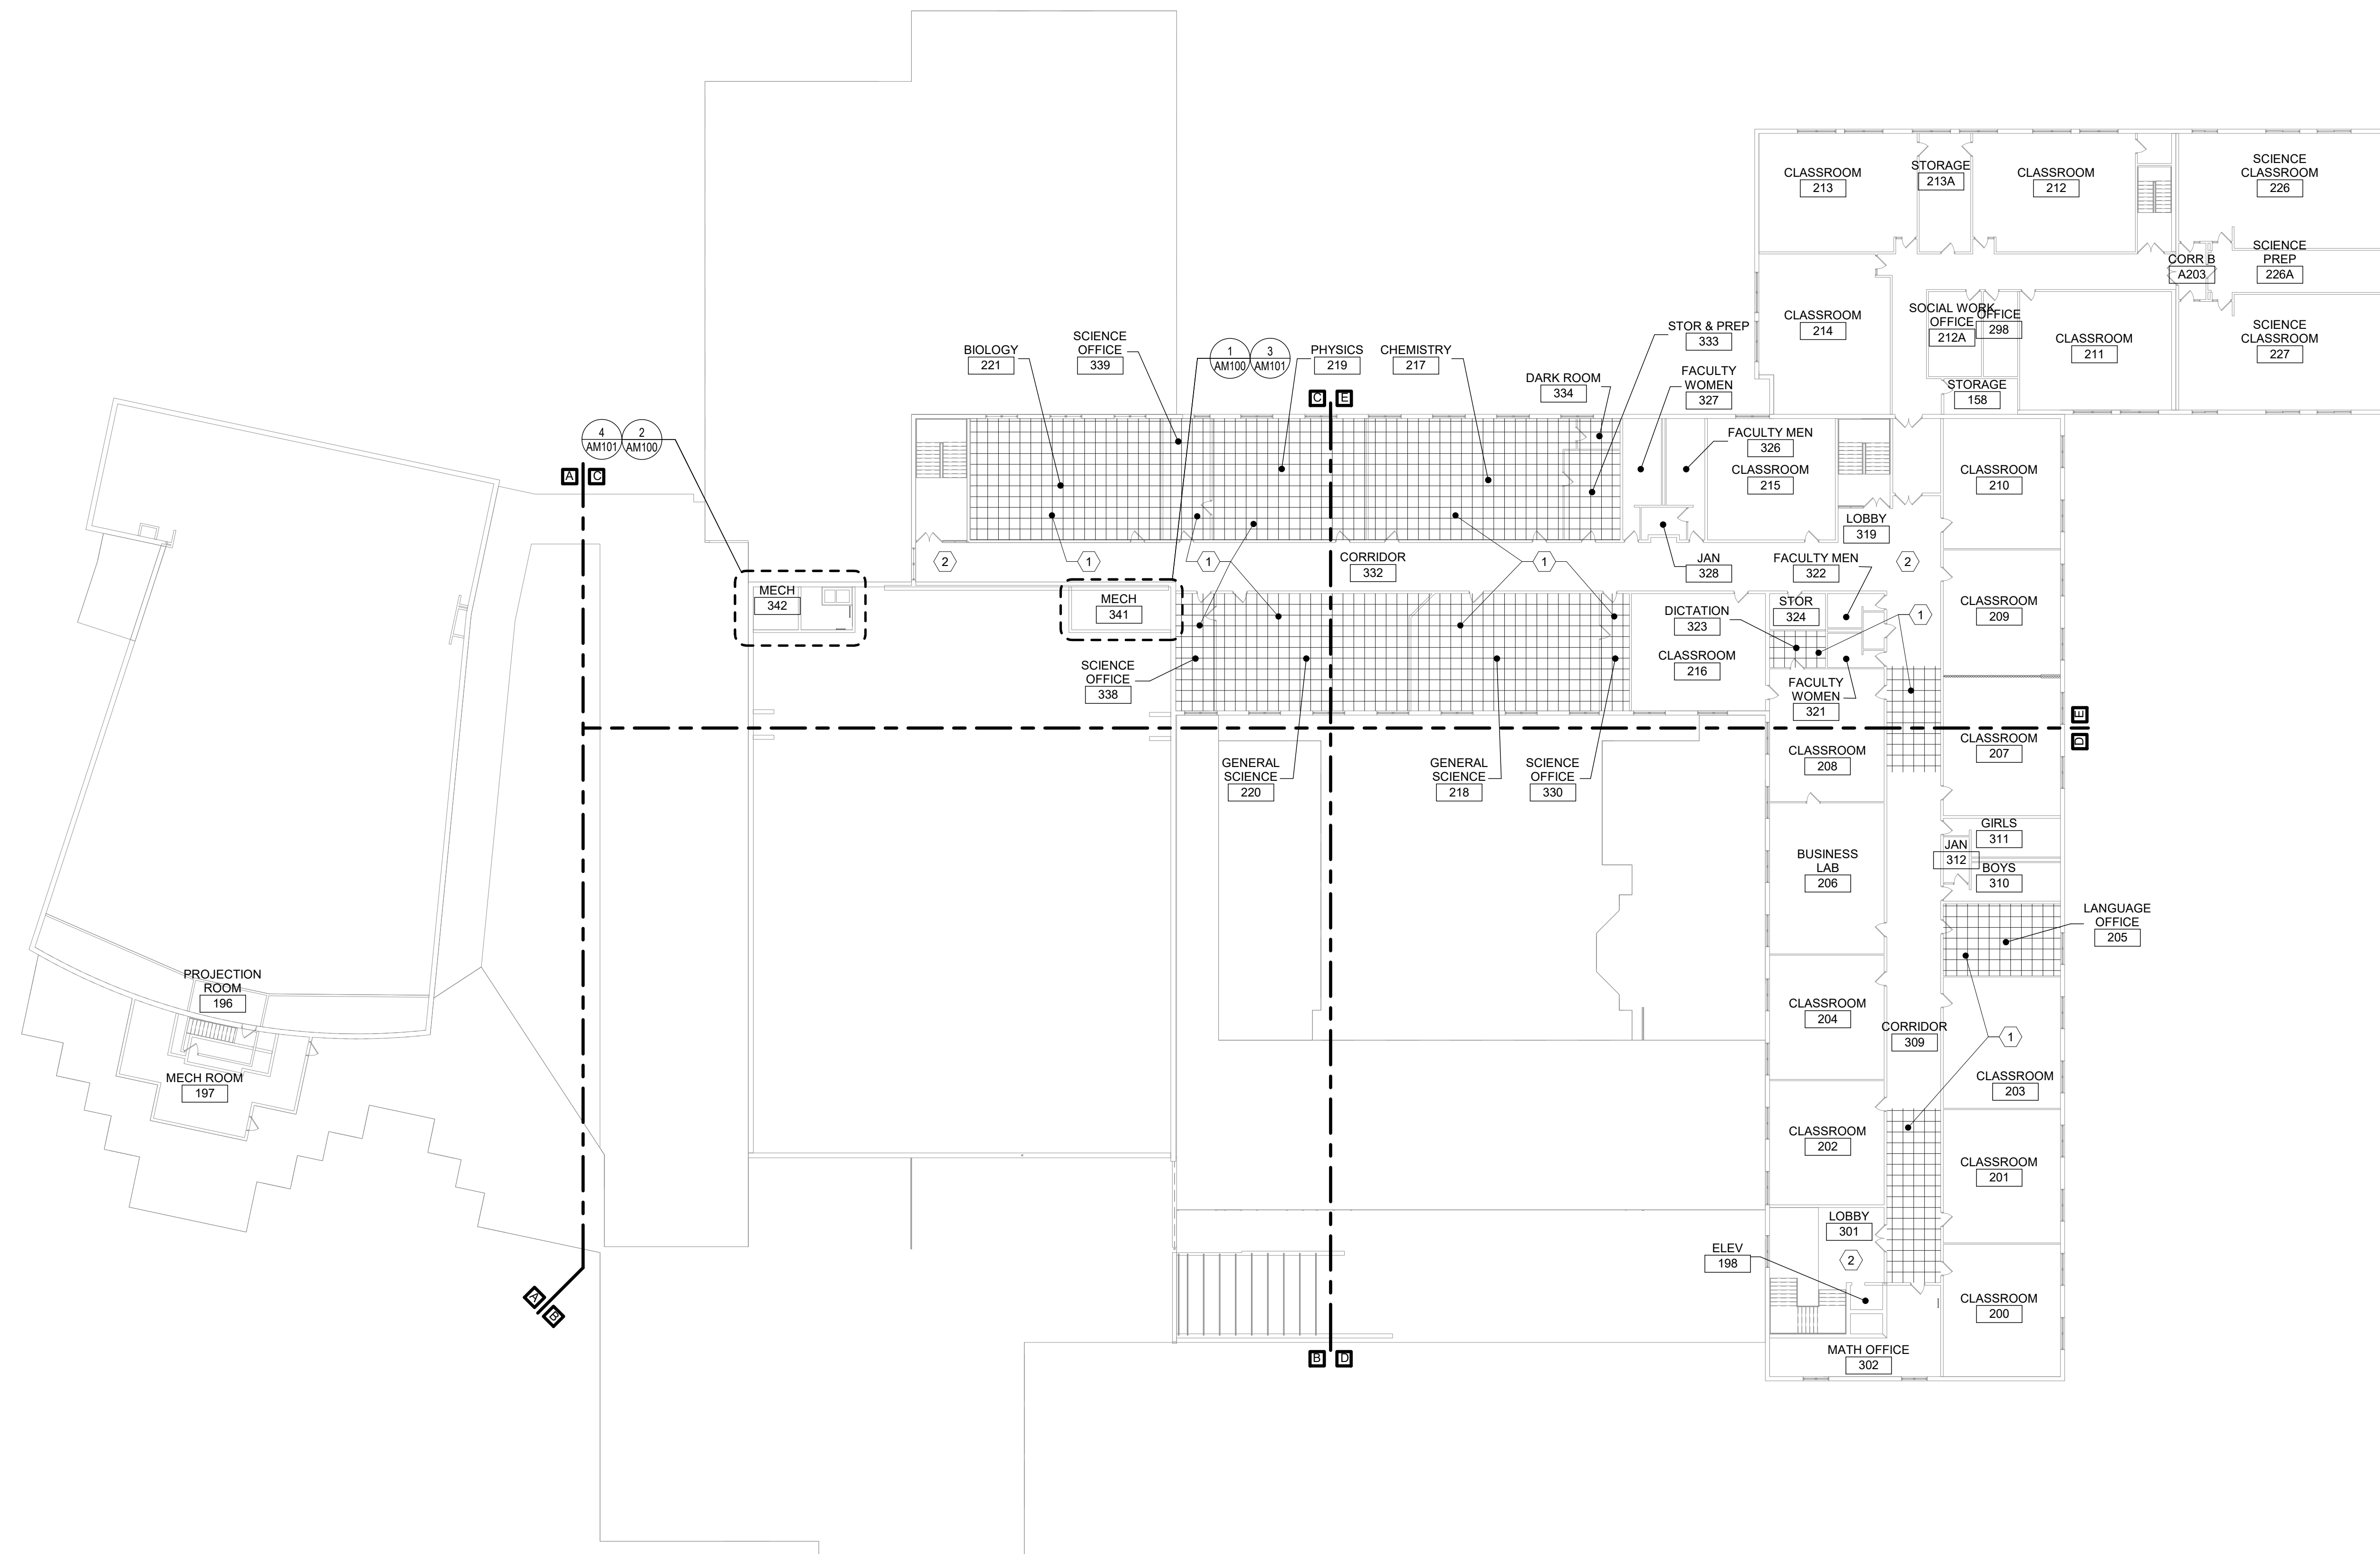 CLASSROOM
213
STORAGE
213A
CLASSROOM
212
SCIENCE
CLASSROOM
226
CORR B
A203
SCIENCE
PREP
226A
CLASSROOM
214
SOCIAL WORK
OFFICE
212A
OFFICE
298
CLASSROOM
211
SCIENCE
CLASSROOM
227
STORAGE
158
BIOLOGY
221
SCIENCE
OFFICE
339
1
AM100
3
AM101
PHYSICS
219
CHEMISTRY
217
STOR & PREP
333
DARK ROOM
334
FACULTY
WOMEN
327
C
E
4
AM101
2
AM100
A
C
FACULTY MEN
326
CLASSROOM
215
CLASSROOM
210
LOBBY
319
2
1
1
CORRIDOR
332
1
JAN
328
FACULTY MEN
322
2
MECH
342
MECH
341
DICTATION
323
STOR
324
1
CLASSROOM
209
SCIENCE
OFFICE
338
CLASSROOM
216
FACULTY
WOMEN
321
E
D
GENERAL
SCIENCE
220
GENERAL
SCIENCE
218
SCIENCE
OFFICE
330
CLASSROOM
208
CLASSROOM
207
GIRLS
311
JAN
312
BOYS
310
BUSINESS
LAB
206
LANGUAGE
OFFICE
205
PROJECTION
ROOM
196
MECH ROOM
197
CLASSROOM
204
CORRIDOR
309
1
CLASSROOM
203
CLASSROOM
202
CLASSROOM
201
LOBBY
301
2
ELEV
198
CLASSROOM
200
A
B
B
D
MATH OFFICE
302